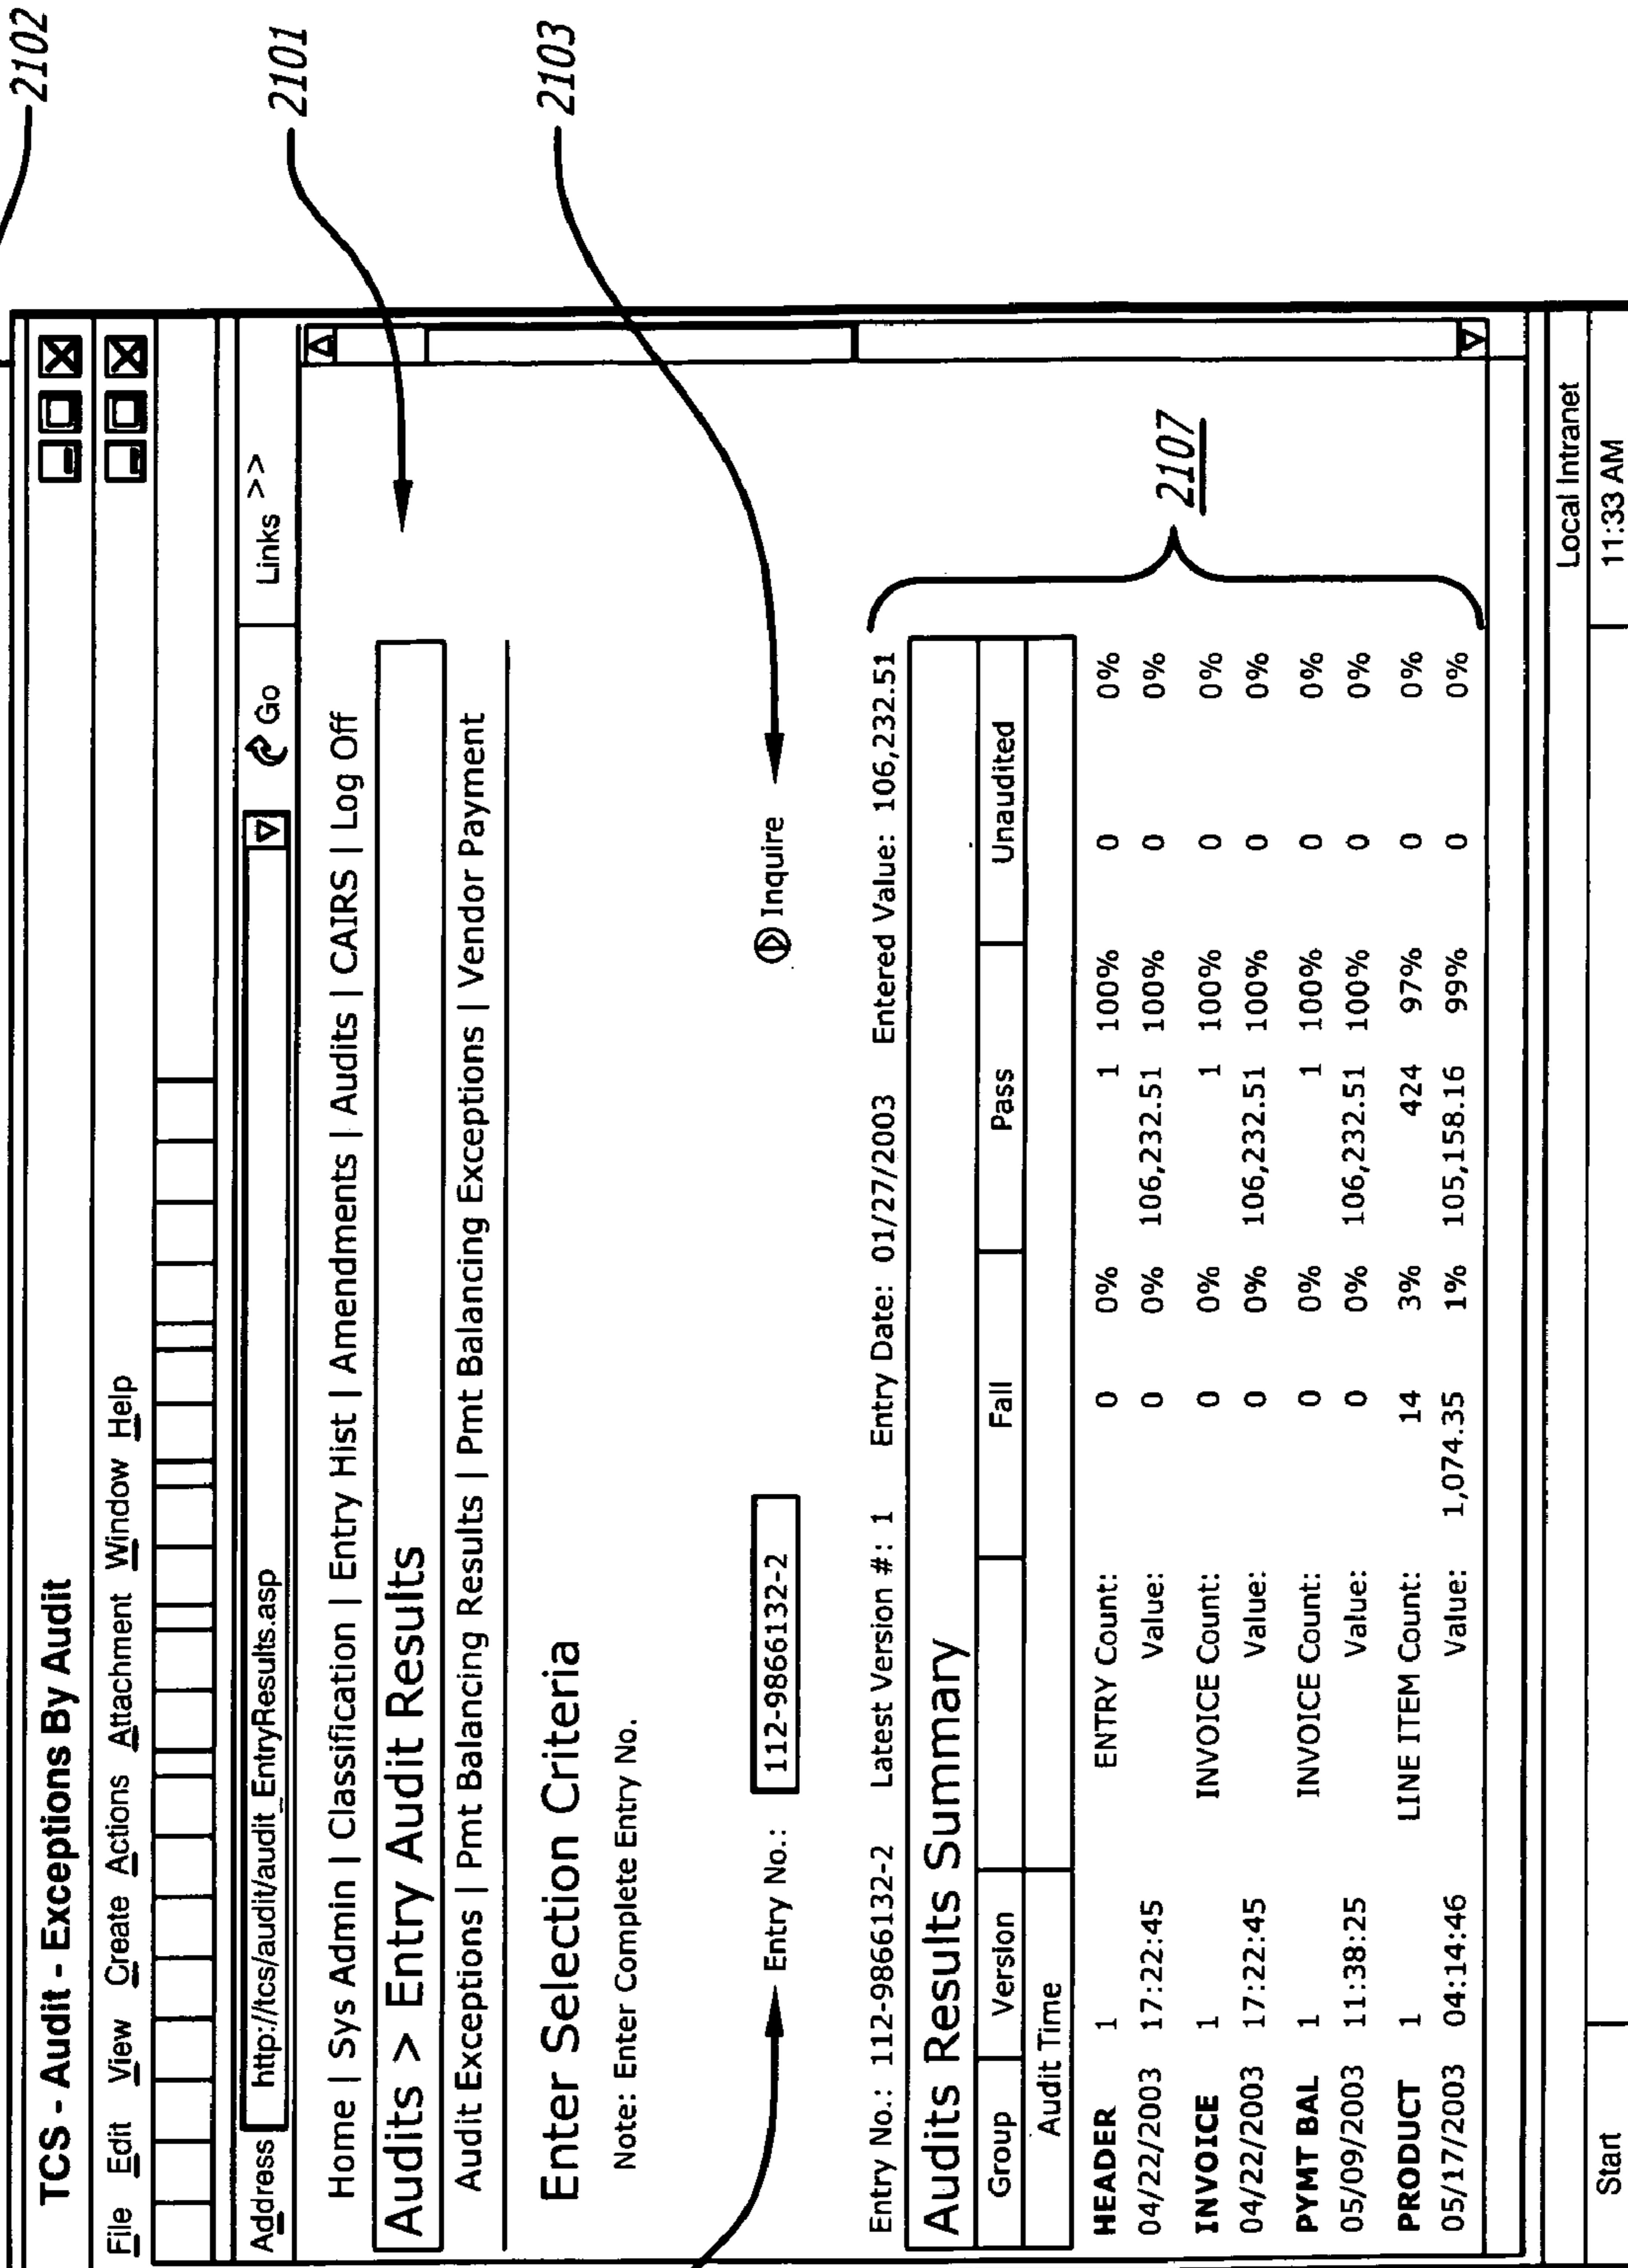 2102
TCS - Audit - Exceptions By Audit
File Edit View Create Actions Attachment Window Help
Address http://tcs/audit/audit_EntryResults.asp Go Links >>
2101
Home | Sys Admin | Classification | Entry Hist | Amendments | Audits | CAIRS | Log Off
Audits > Entry Audit Results
Audit Exceptions | Pmt Balancing Results | Pmt Balancing Exceptions | Vendor Payment
Enter Selection Criteria
2103
Note: Enter Complete Entry No.
Entry No.: 112-9866132-2 Inquire
Entry No.: 112-9866132-2 Latest Version #: 1 Entry Date: 01/27/2003 Entered Value: 106,232.51
Audits Results Summary
Group Version Fall Pass Unaudited
Audit Time
HEADER 1 ENTRY Count: 0 0% 1 100% 0 0%
04/22/2003 17:22:45 Value: 0 0% 106,232.51 100% 0 0%
2107
INVOICE 1 INVOICE Count: 0 0% 1 100% 0 0%
04/22/2003 17:22:45 Value: 0 0% 106,232.51 100% 0 0%
PYMT BAL 1 INVOICE Count: 0 0% 1 100% 0 0%
05/09/2003 11:38:25 Value: 0 0% 106,232.51 100% 0 0%
PRODUCT 1 LINE ITEM Count: 14 3% 424 97% 0 0%
05/17/2003 04:14:46 Value: 1,074.35 1% 105,158.16 99% 0 0%
Local Intranet
Start 11:33 AM